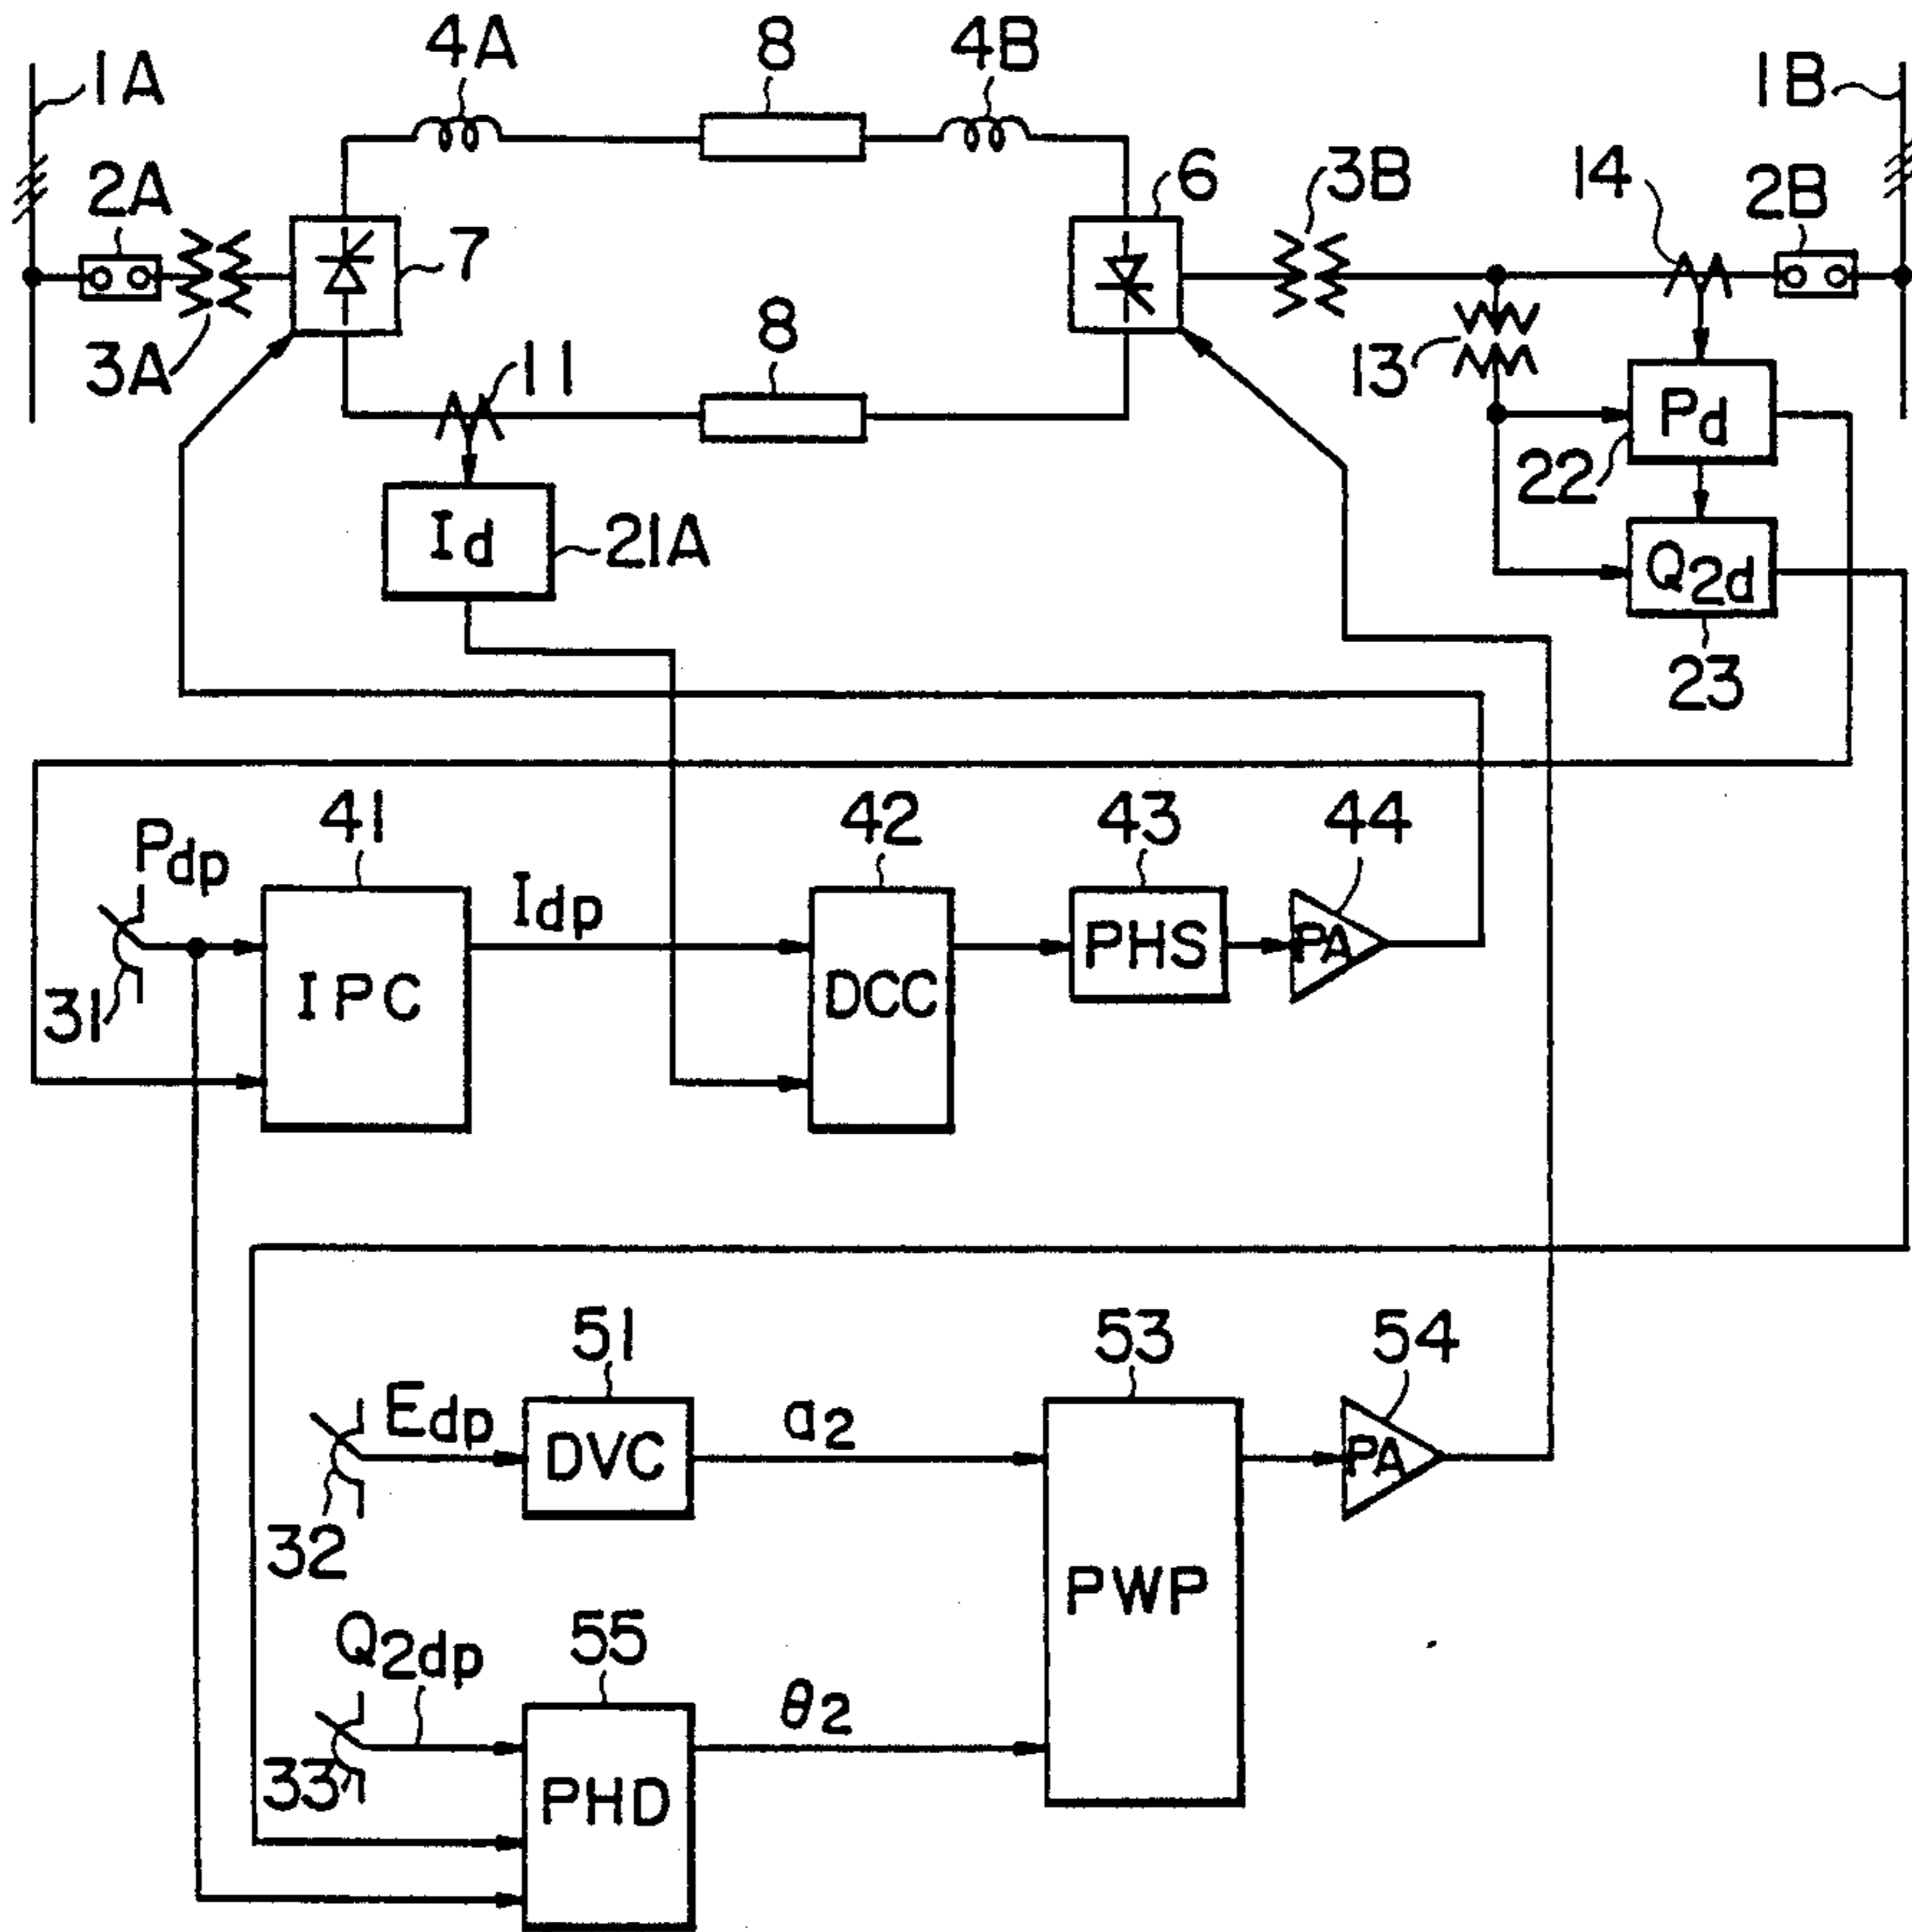 4A 8 4B
1A 1B
2A 7 6 3B 14 2B
3A 11 8 13
Pd
22
Id 21A
Q2d
23
41 42 43 44
Pdp
Idp
PHS PA
31 IPC DCC
51 53 54
Edp DVC a2 PA
32
PWP
Q2dp 55
θ2
33 PHD